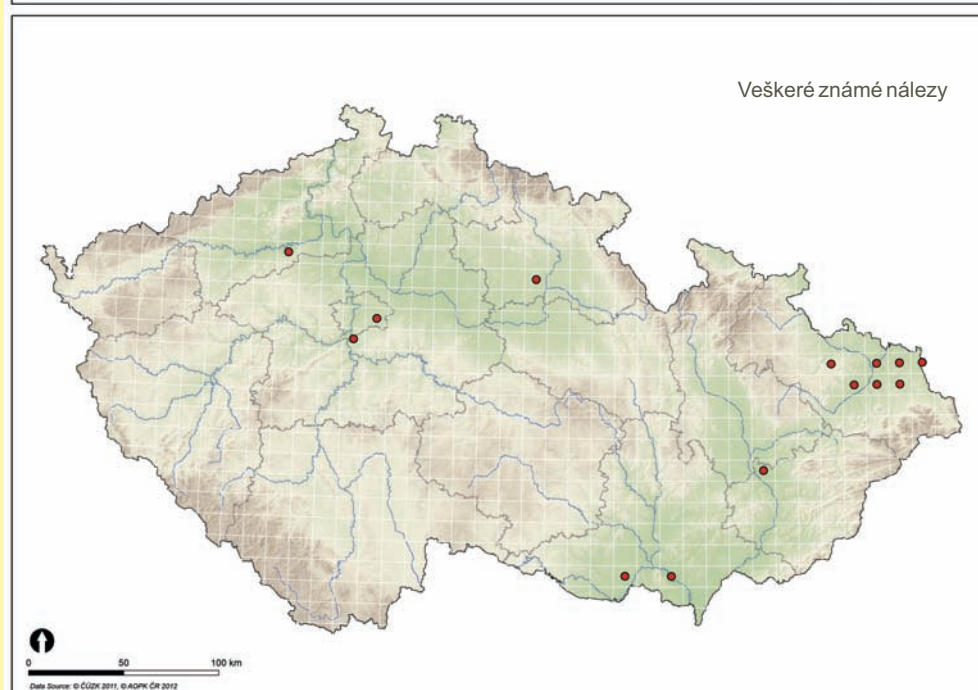 Veškeré známé nálezy
0 50 100 km
Data Source: © ČÚZK 2011, © AOPK ČR 2012